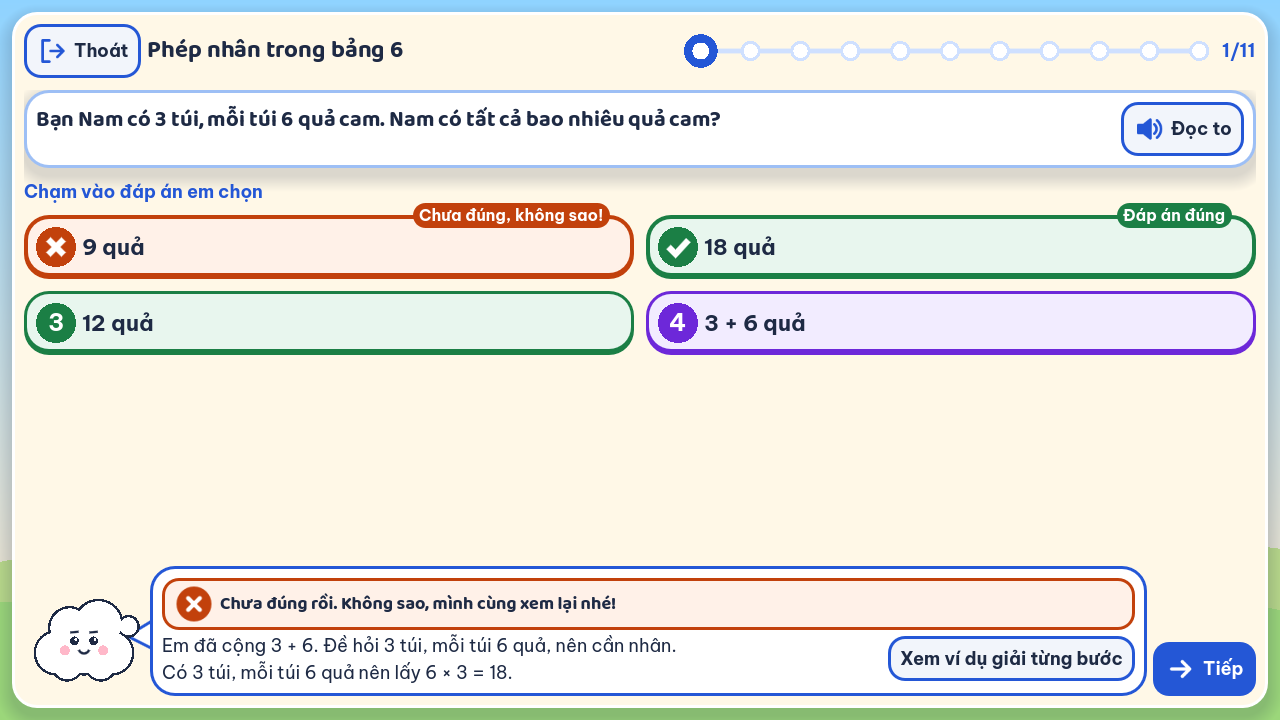 Thoát
Phép nhân trong bảng 6
1/11
Bạn Nam có 3 túi, mỗi túi 6 quả cam. Nam có tất cả bao nhiêu quả cam?
Đọc to
Chạm vào đáp án em chọn
Chưa đúng, không sao!
9 quả
Đáp án đúng
18 quả
3
12 quả
4
3 + 6 quả
Chưa đúng rồi. Không sao, mình cùng xem lại nhé!
Em đã cộng 3 + 6. Đề hỏi 3 túi, mỗi túi 6 quả, nên cần nhân.
Có 3 túi, mỗi túi 6 quả nên lấy 6 × 3 = 18.
Xem ví dụ giải từng bước
Tiếp